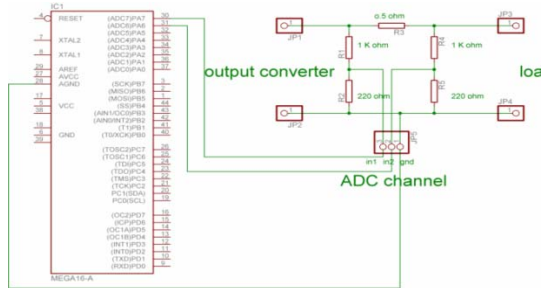 IC1
RESET
XTAL2
XTAL1
AREF
AVCC
AGND
VCC
GND
(ADC7)PA7
(ADC6)PA6
(ADC5)PA5
(ADC4)PA4
(ADC3)PA3
(ADC2)PA2
(ADC1)PA1
(ADC0)PA0
(SCK)PB7
(MISO)PB6
(MOSI)PB5
(SS)PB4
(AIN1/OC0)PB3
(AIN0/INT2)PB2
(T1)PB1
(T0/XCK)PB0
(TOSC2)PC7
(TOSC1)PC6
(TDI)PC5
(TDO)PC4
(TMS)PC3
(TCK)PC2
PC1(SDA)
PC0(SCL)
(OC2)PD7
(ICP)PD6
(OC1A)PD5
(OC1B)PD4
(INT1)PD3
(INT0)PD2
(TXD)PD1
(RXD)PD0
MEGA16-A
o.5 ohm
JP1
R3
JP3
R1
1 K ohm
R4
1 K ohm
output converter
loa
R2
220 ohm
R5
220 ohm
JP2
JP4
JP5
in1 in2 gnd
ADC channel